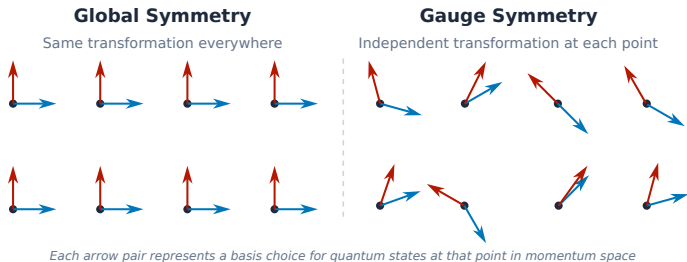 Global Symmetry
Same transformation everywhere
Gauge Symmetry
Independent transformation at each point
Each arrow pair represents a basis choice for quantum states at that point in momentum space